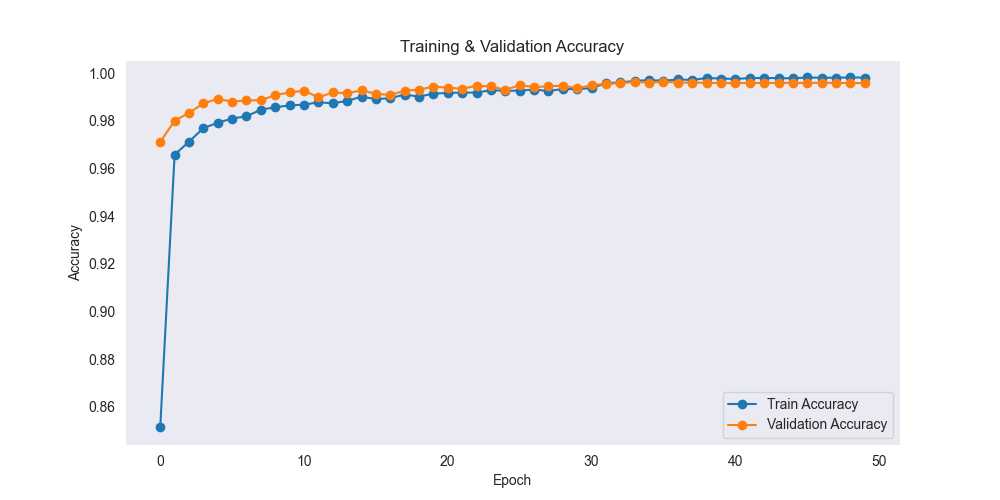 Training & Validation Accuracy
1.00
0.98
0.96
0.94
0.92
0.90
0.88
0.86
Accuracy
0 10 20 30 40 50
Epoch
Train Accuracy
Validation Accuracy